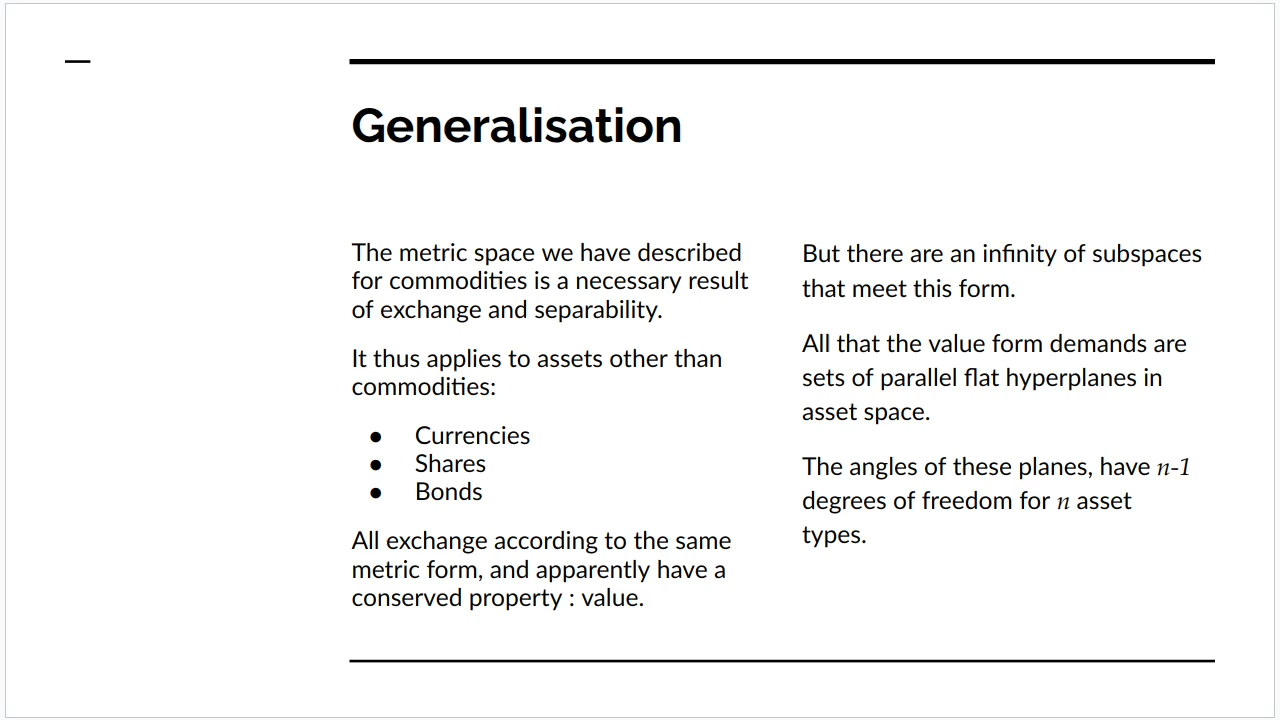 Generalisation
The metric space we have described
for commodities is a necessary result
of exchange and separability.
It thus applies to assets other than
commodities:
● Currencies
● Shares
● Bonds
All exchange according to the same
metric form, and apparently have a
conserved property : value.
But there are an infinity of subspaces
that meet this form.
All that the value form demands are
sets of parallel flat hyperplanes in
asset space.
The angles of these planes, have n-1
degrees of freedom for n asset
types.